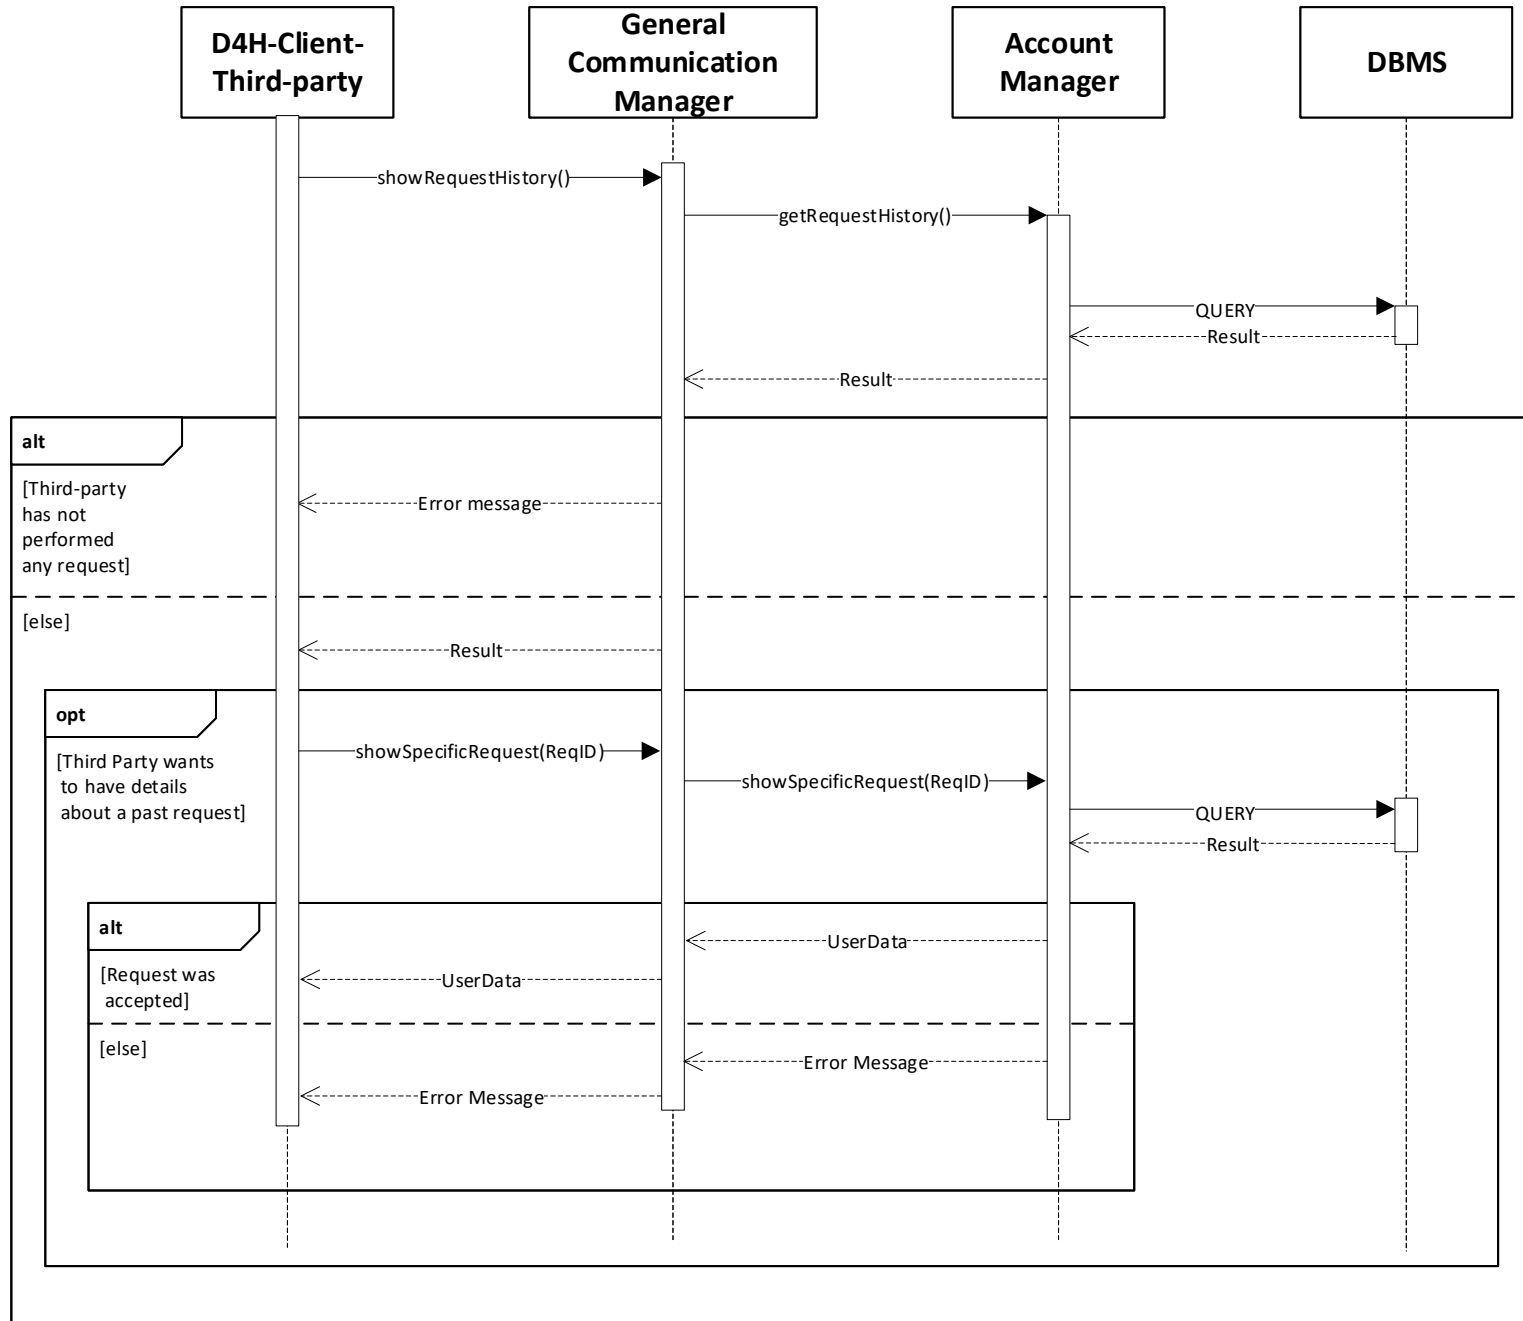 D4H-Client-
Third-party
General
Communication
Manager
Account
Manager
DBMS
showRequestHistory()
getRequestHistory()
QUERY
Result
Result
alt
[Third-party
has not
performed
any request]
Error message
[else]
Result
opt
[Third Party wants
to have details
about a past request]
showSpecificRequest(ReqID)
showSpecificRequest(ReqID)
QUERY
Result
alt
[Request was
accepted]
UserData
UserData
[else]
Error Message
Error Message